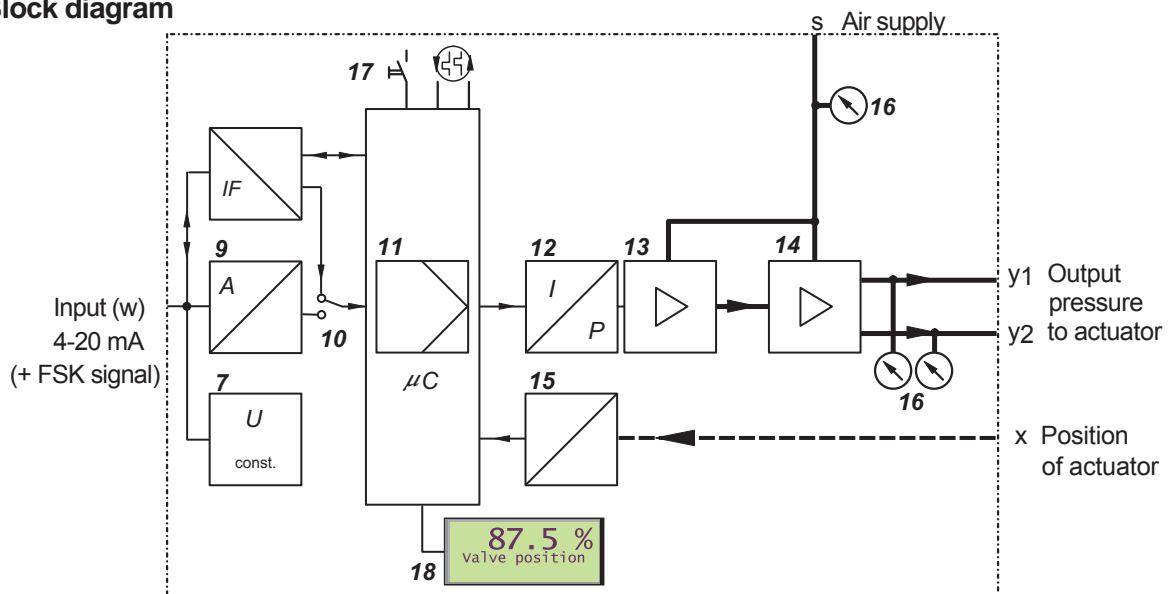 Block diagram
s Air supply
17
16
IF
9
A
11
12
13
14
I
P
y1 Output
pressure
y2 to actuator
Input (w)
4-20 mA
(+ FSK signal)
10
µC
7
U
const.
15
16
x Position
of actuator
87.5 %
Valve position
18